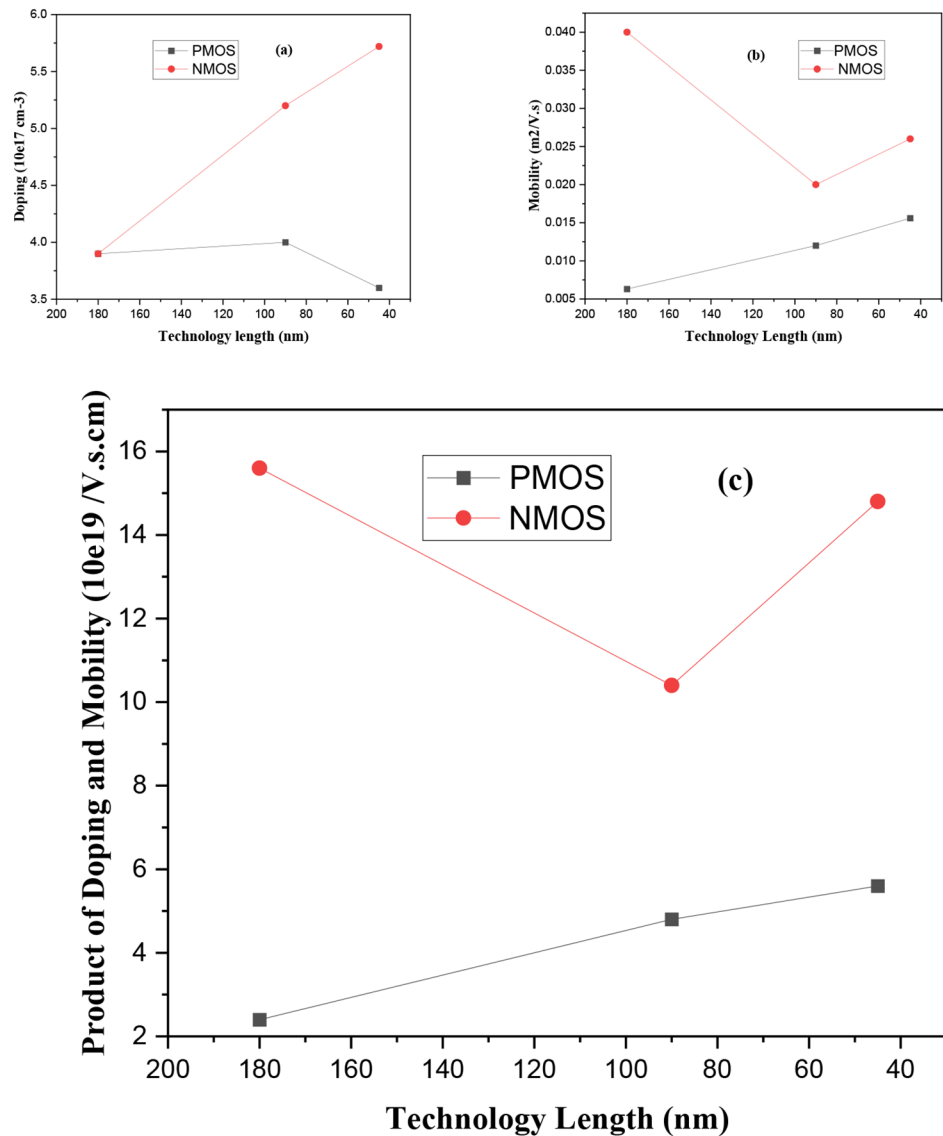 6.0
5.5
5.0
4.5
4.0
3.5
Doping (10e17 cm-3)
PMOS
NMOS
(a)
200 180 160 140 120 100 80 60 40
Technology length (nm)
0.040
0.035
0.030
0.025
0.020
0.015
0.010
0.005
Mobility (m2/V.s)
PMOS
NMOS
(b)
200 180 160 140 120 100 80 60 40
Technology Length (nm)
16
14
12
10
8
6
4
2
Product of Doping and Mobility (10e19 /V.s.cm)
PMOS
NMOS
(c)
200 180 160 140 120 100 80 60 40
Technology Length (nm)